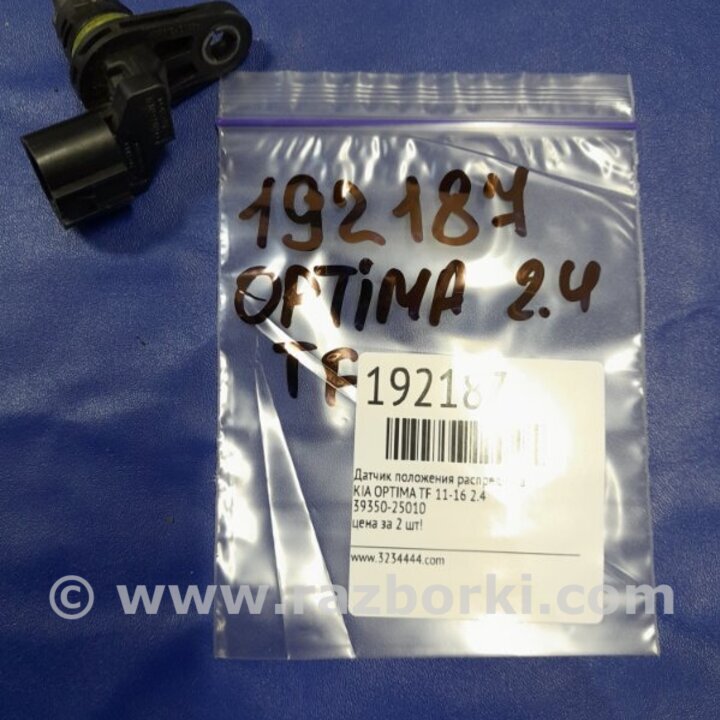 192187
OPTiMA 2.4
TF
192187
Датчик положения
KIA OPTIMA TF 11-16 2.4
39350-25010
цена за 2 шт!
www.3234444.com
© www.razborki.com